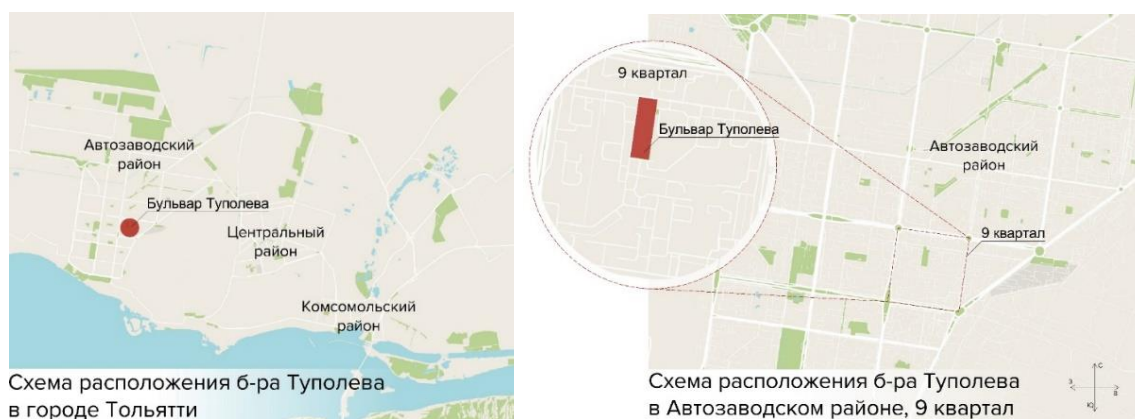 Автозаводский
район
Бульвар Туполева
Центральный
район
Комсомольский
район
Схема расположения б-ра Туполева
в городе Тольятти
9 квартал
Бульвар Туполева
Автозаводский
район
9 квартал
Схема расположения б-ра Туполева
в Автозаводском районе, 9 квартал
С
З
В
Ю